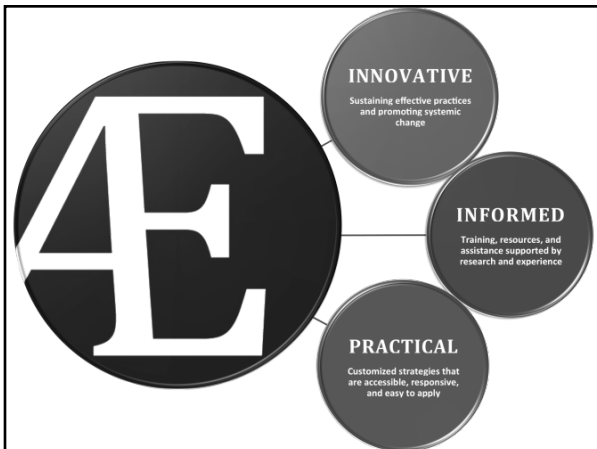 Æ
INNOVATIVE
Sustaining effective practices
and promoting systemic
change
INFORMED
Training, resources, and
assistance supported by
research and experience
PRACTICAL
Customized strategies that
are accessible, responsive,
and easy to apply